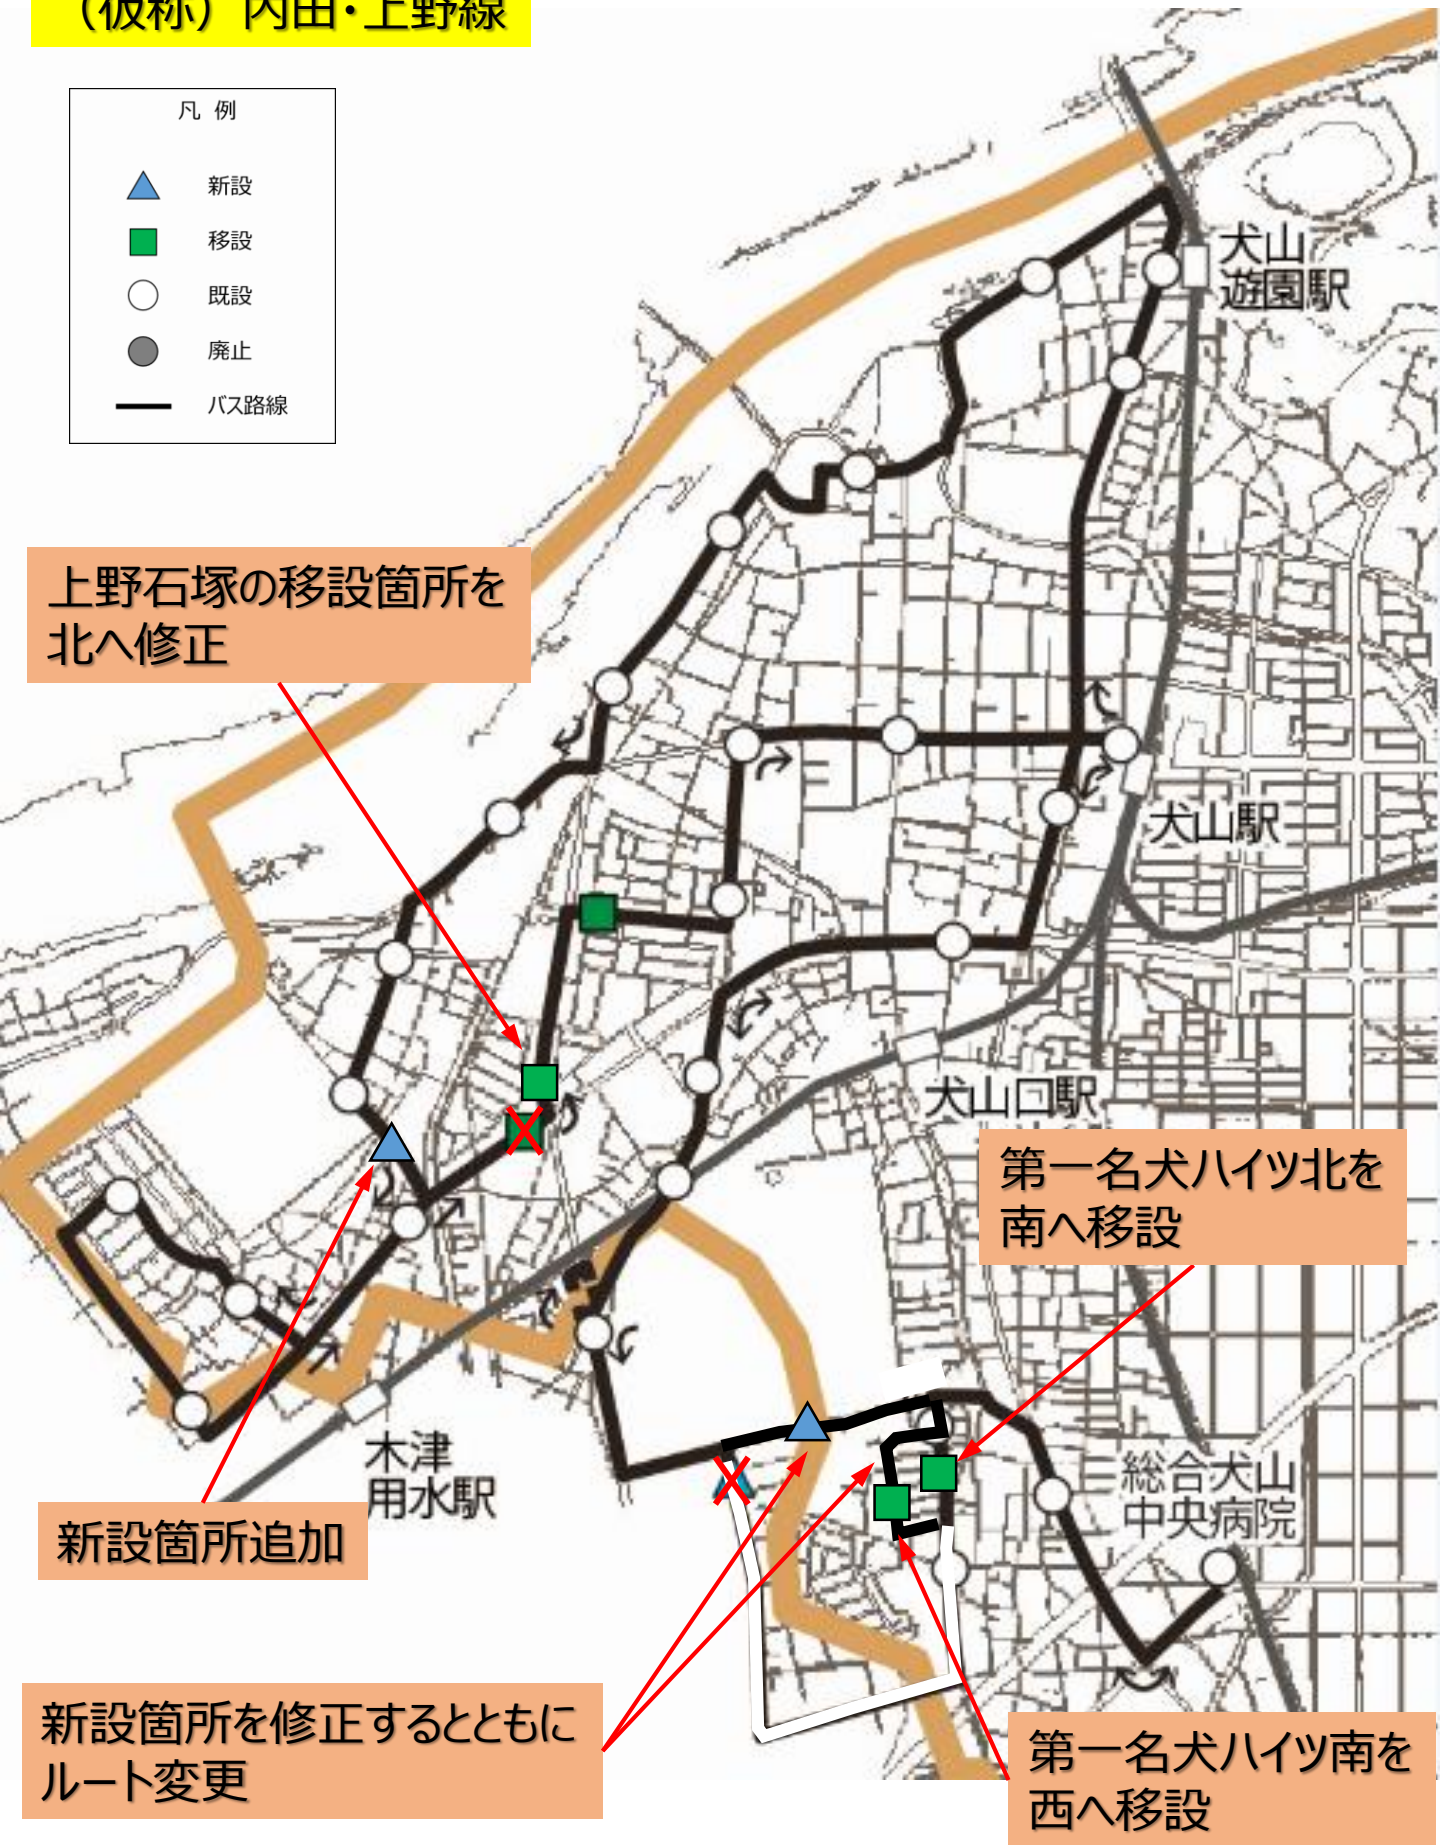 （仮称）内田・上野線
凡 例
新設
移設
既設
廃止
バス路線
犬山
遊園駅
上野石塚の移設箇所を
北へ修正
犬山駅
犬山口駅
第一名犬ハイツ北を
南へ移設
木津
用水駅
総合犬山
中央病院
新設箇所追加
新設箇所を修正するとともに
ルート変更
第一名犬ハイツ南を
西へ移設